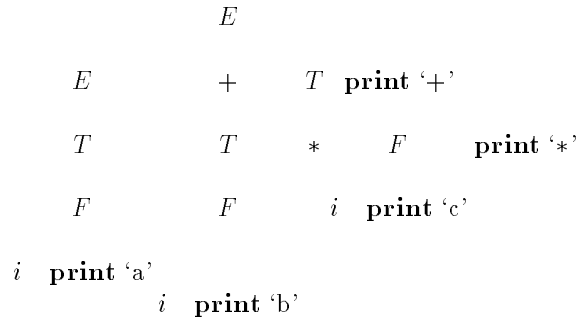 E
E + T print ‘+’
T T * F print ‘*’
F F i print ‘c’
i print ‘a’
i print ‘b’